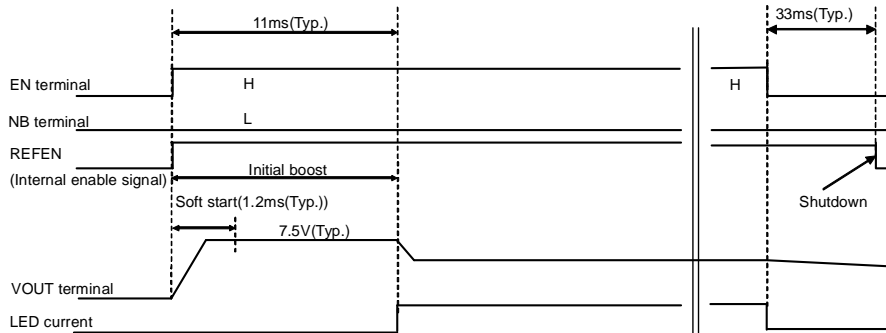 11ms(Typ.)
33ms(Typ.)
EN terminal
H
H
NB terminal
L
REFEN
(Internal enable signal)
Initial boost
Shutdown
Soft start(1.2ms(Typ.))
7.5V(Typ.)
VOUT terminal
LED current